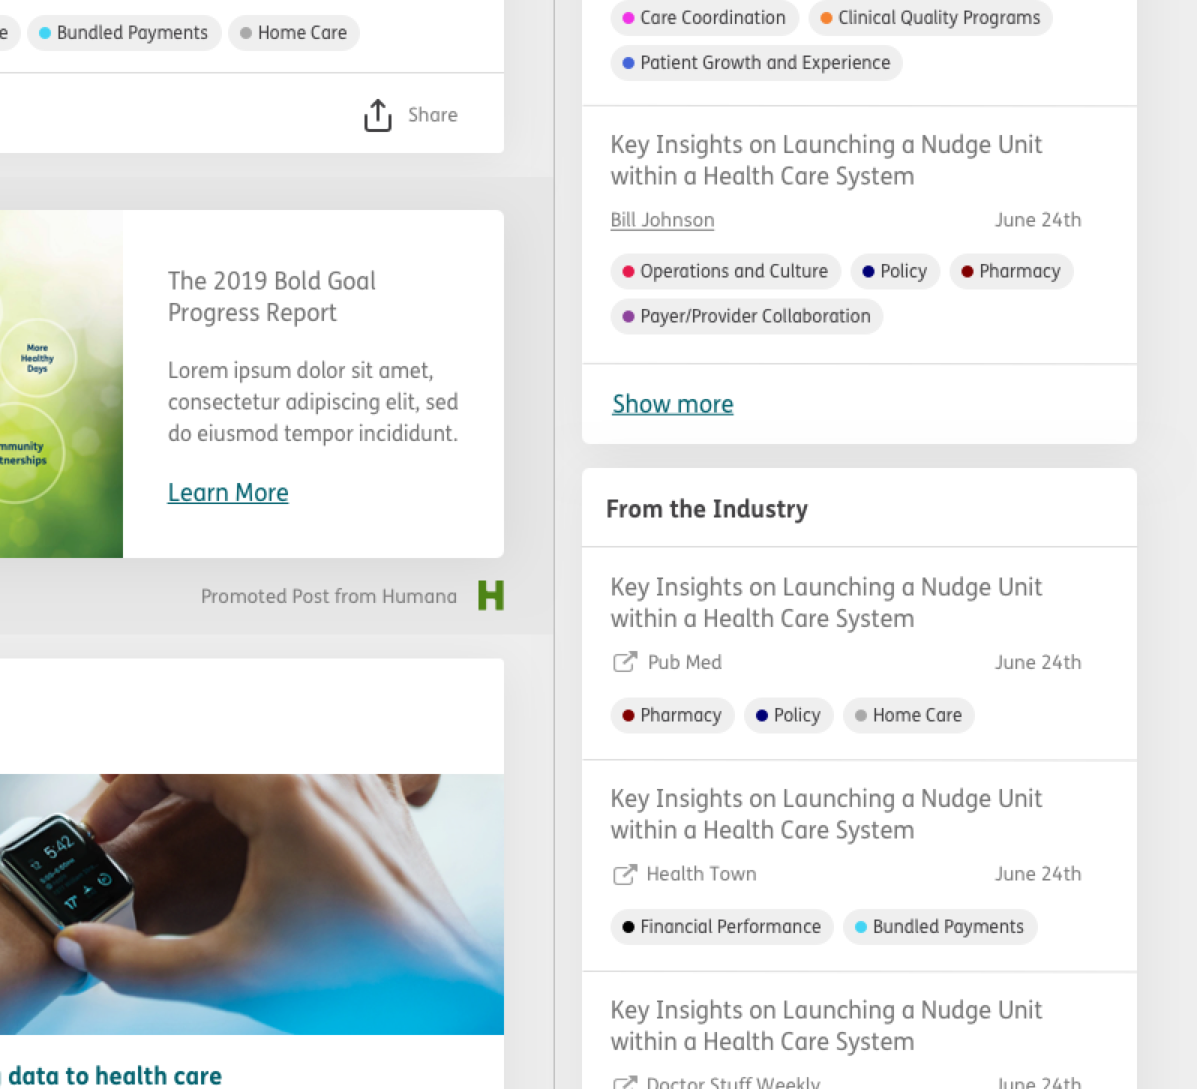 e
Bundled Payments
Home Care
Share
More
Healthy
Days
mmunity
tnerships
The 2019 Bold Goal
Progress Report
Lorem ipsum dolor sit amet,
consectetur adipiscing elit, sed
do eiusmod tempor incididunt.
Learn More
Promoted Post from Humana
H
12 5:42
17°
data to health care
Care Coordination
Clinical Quality Programs
Patient Growth and Experience
Key Insights on Launching a Nudge Unit
within a Health Care System
Bill Johnson
June 24th
Operations and Culture
Policy
Pharmacy
Payer/Provider Collaboration
Show more
From the Industry
Key Insights on Launching a Nudge Unit
within a Health Care System
Pub Med
June 24th
Pharmacy
Policy
Home Care
Key Insights on Launching a Nudge Unit
within a Health Care System
Health Town
June 24th
Financial Performance
Bundled Payments
Key Insights on Launching a Nudge Unit
within a Health Care System
Doctor Stuff Weekly
June 24th